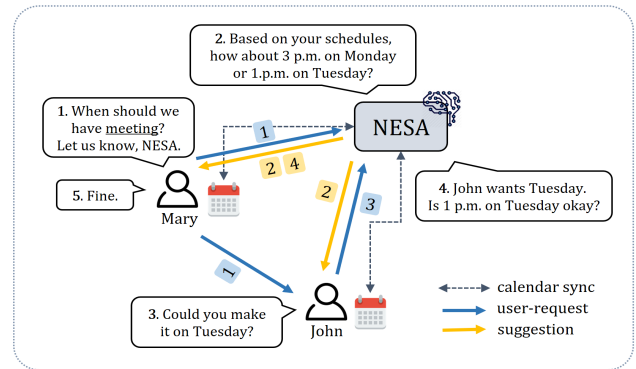 2. Based on your schedules,
how about 3 p.m. on Monday
or 1.p.m. on Tuesday?
1. When should we
have meeting?
Let us know, NESA.
1
NESA
2 4
5. Fine.
Mary
2
3
4. John wants Tuesday.
Is 1 p.m. on Tuesday okay?
1
3. Could you make
it on Tuesday?
John
calendar sync
user-request
suggestion